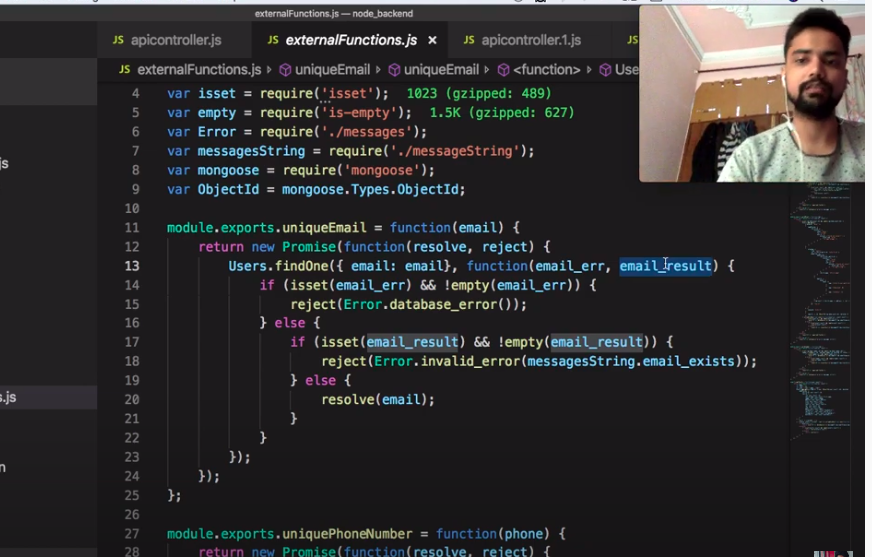 externalFunctions.js — node_backend
JS apicontroller.js JS externalFunctions.js × JS apicontroller.1.js JS
JS externalFunctions.js ▸ uniqueEmail ▸ uniqueEmail ▸ <function> ▸ Use
4 var isset = require('isset'); 1023 (gzipped: 489)
5 var empty = require('is-empty'); 1.5K (gzipped: 627)
6 var Error = require('./messages');
7 var messagesString = require('./messageString');
8 var mongoose = require('mongoose');
9 var ObjectId = mongoose.Types.ObjectId;
10
11 module.exports.uniqueEmail = function(email) {
12 return new Promise(function(resolve, reject) {
13 Users.findOne({ email: email}, function(email_err, email_result) {
14 if (isset(email_err) && !empty(email_err)) {
15 reject(Error.database_error());
16 } else {
17 if (isset(email_result) && !empty(email_result)) {
18 reject(Error.invalid_error(messagesString.email_exists));
19 } else {
20 resolve(email);
21 }
22 }
23 });
24 });
25 };
26
27 module.exports.uniquePhoneNumber = function(phone) {
28 return new Promise(function(resolve, reject) {
js
s.js
n